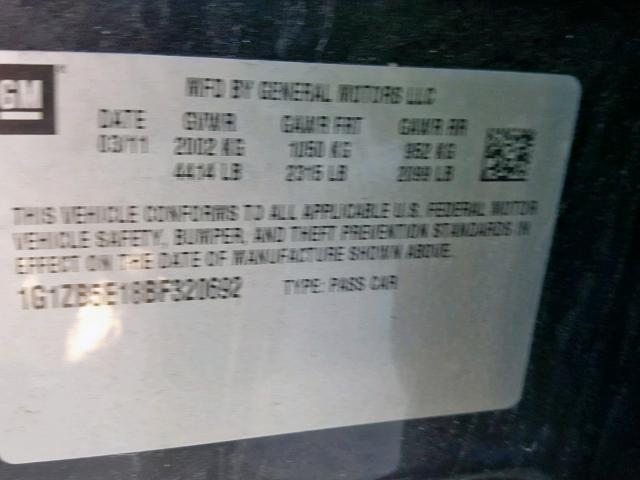 GM
MFD BY GENERAL MOTORS LLC
DATE GVWR GAWR FRT GAWR RR
03/11 2002 KG 1050 KG 952 KG
4414 LB 2315 LB 2099 LB
THIS VEHICLE CONFORMS TO ALL APPLICABLE U.S. FEDERAL MOTOR
VEHICLE SAFETY, BUMPER, AND THEFT PREVENTION STANDARDS IN
EFFECT ON THE DATE OF MANUFACTURE SHOWN ABOVE.
1G1ZB5E18BF320692 TYPE: PASS CAR